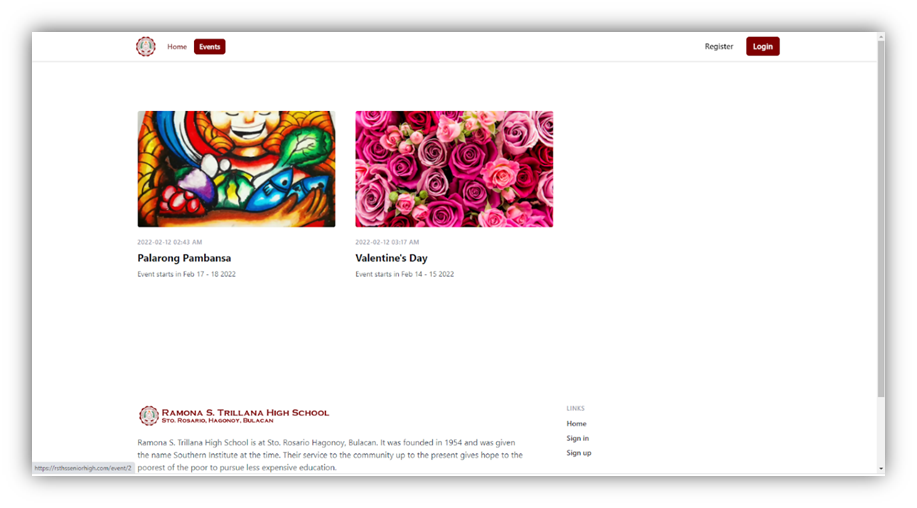 Home Events Register Login
2022-02-12 02:43 AM
Palarong Pambansa
Event starts in Feb 17 - 18 2022
2022-02-12 03:17 AM
Valentine's Day
Event starts in Feb 14 - 15 2022
Ramona S. Trillana High School
Sto. Rosario, Hagonoy, Bulacan
Ramona S. Trillana High School is at Sto. Rosario Hagonoy, Bulacan. It was founded in 1954 and was given
the name Southern Institute at the time. Their service to the community up to the present gives hope to the
poorest of the poor to pursue less expensive education.
LINKS
Home
Sign in
Sign up
https://rsthsseniorhigh.com/event/2